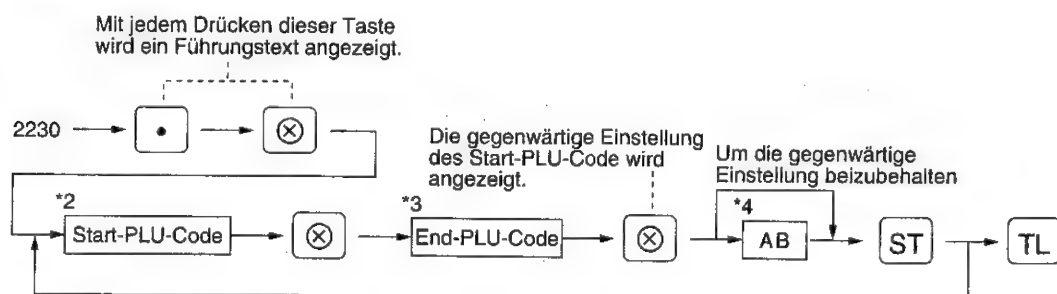 Mit jedem Drücken dieser Taste
wird ein Führungstext angezeigt.
2230
Die gegenwärtige Einstellung
des Start-PLU-Code wird
angezeigt.
Um die gegenwärtige
Einstellung beizubehalten
*2
Start-PLU-Code
*3
End-PLU-Code
*4
AB
ST
TL